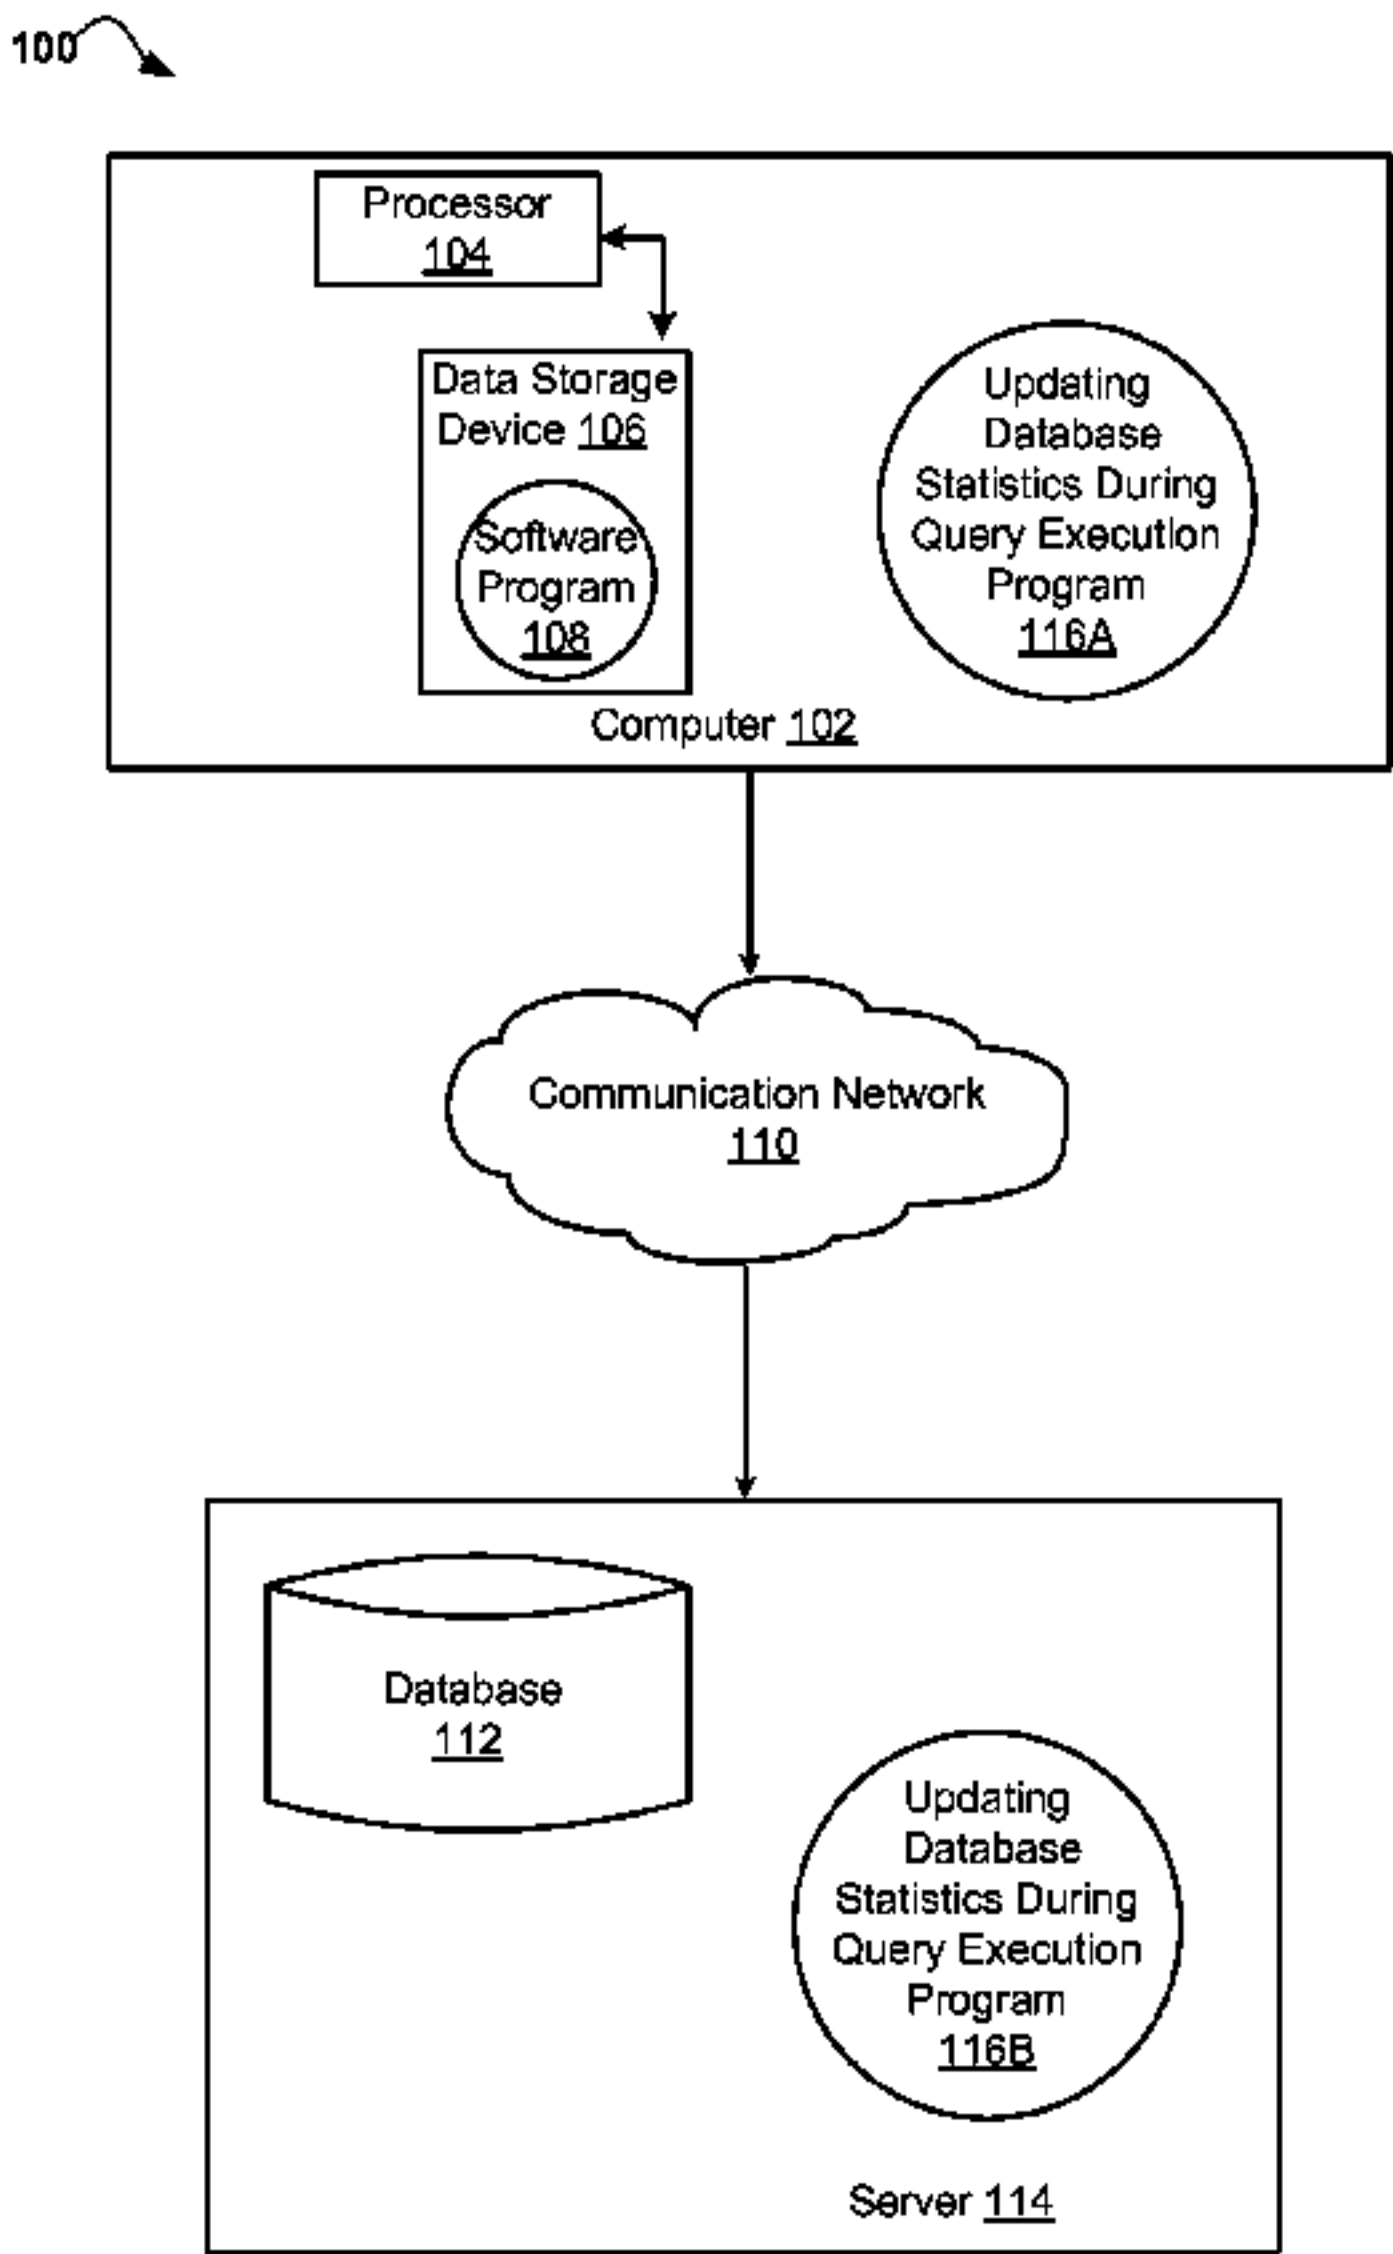 100
Processor
104
Data Storage
Device 106
Software
Program
108
Updating
Database
Statistics During
Query Execution
Program
116A
Computer 102
Communication Network
110
Database
112
Updating
Database
Statistics During
Query Execution
Program
116B
Server 114